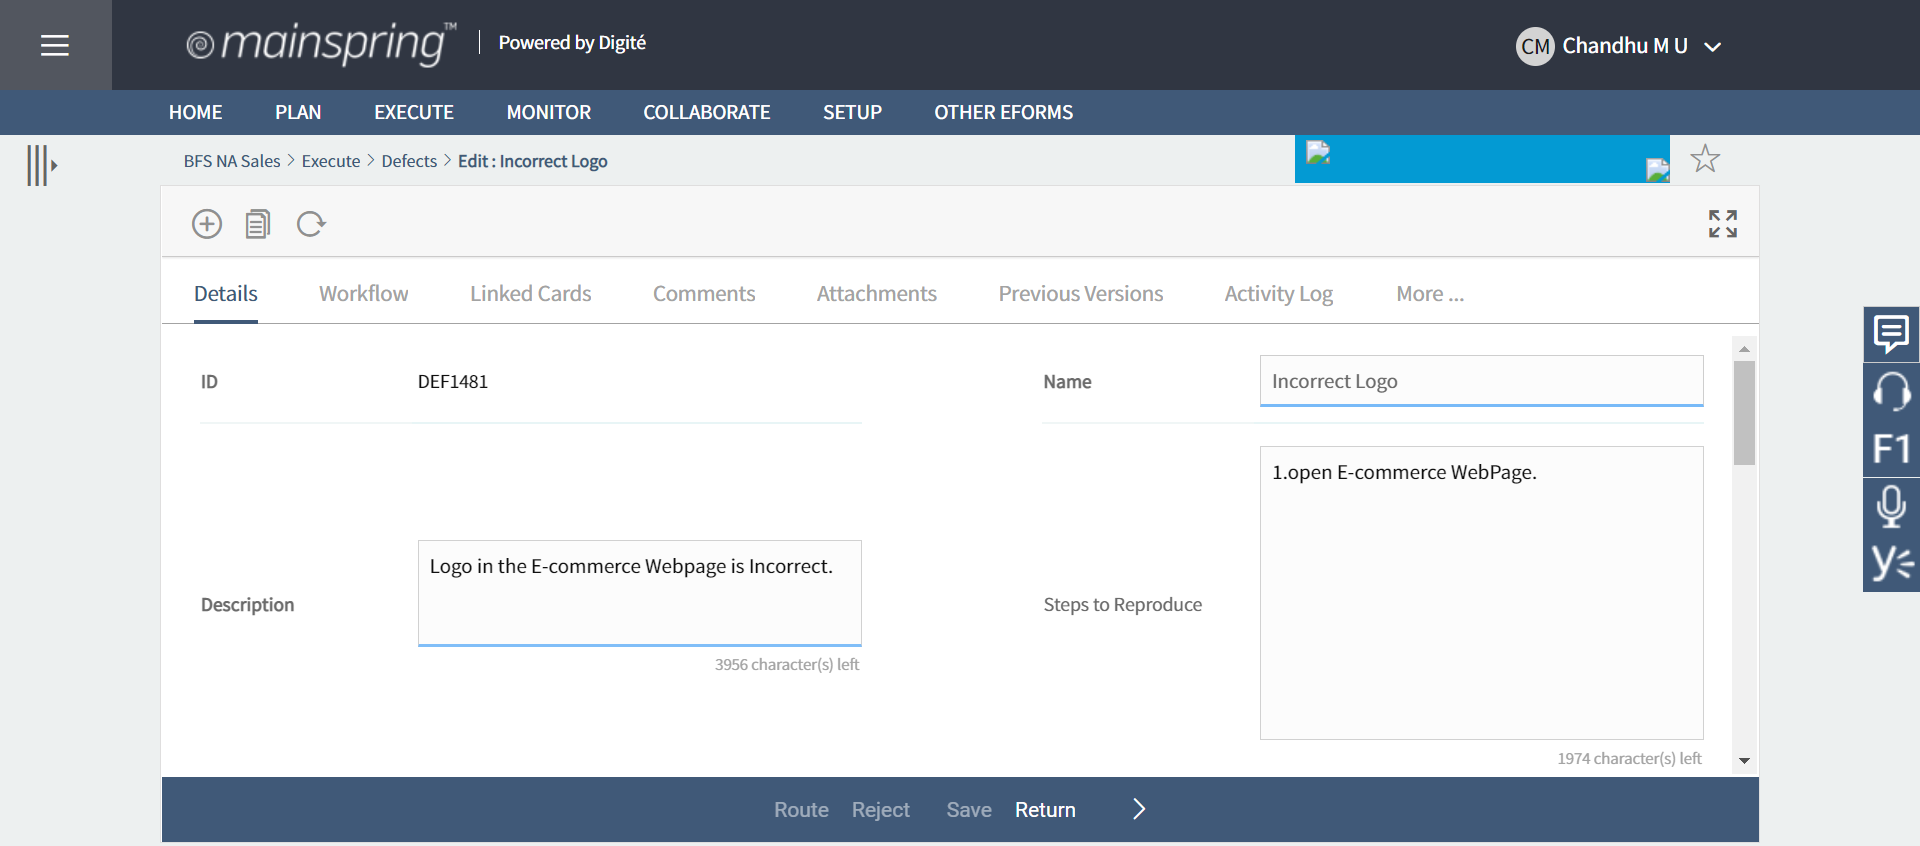 mainspring™
Powered by Digité
CM Chandhu M U
HOME PLAN EXECUTE MONITOR COLLABORATE SETUP OTHER EFORMS
BFS NA Sales > Execute > Defects > Edit : Incorrect Logo
Details Workflow Linked Cards Comments Attachments Previous Versions Activity Log More ...
ID DEF1481
Name Incorrect Logo
Description
Logo in the E-commerce Webpage is Incorrect.
3956 character(s) left
Steps to Reproduce
1.open E-commerce WebPage.
1974 character(s) left
F1
Route Reject Save Return